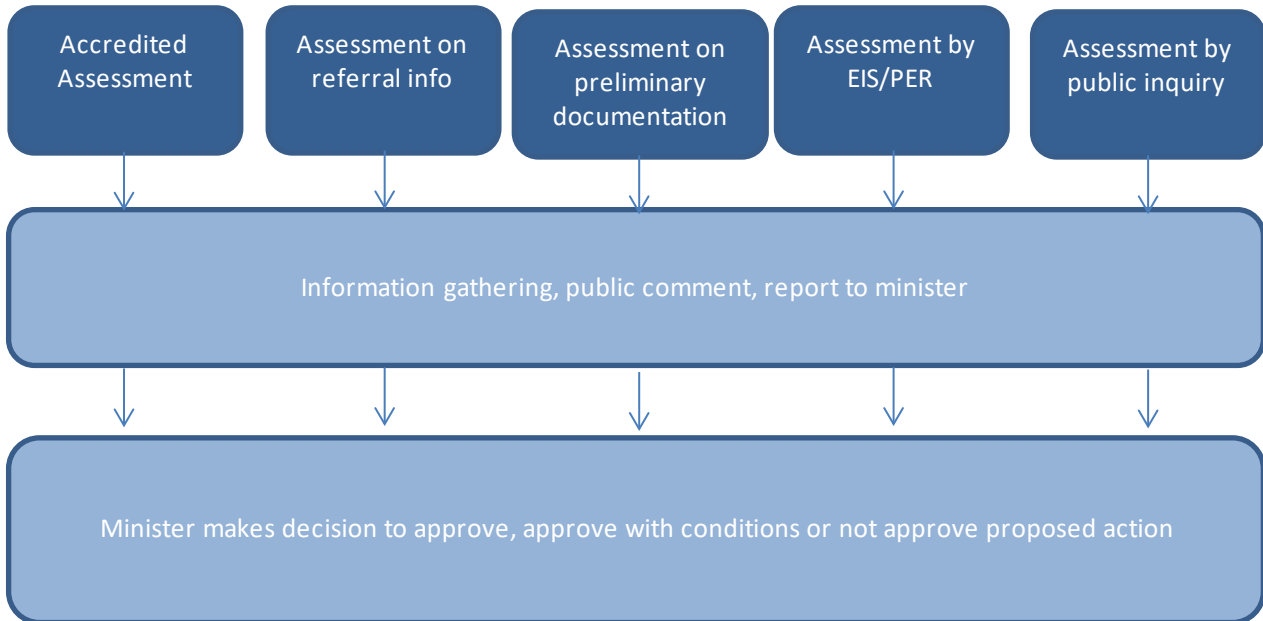 Accredited
Assessment
Assessment on
referral info
Assessment on
preliminary
documentation
Assessment by
EIS/PER
Assessment by
public inquiry
Information gathering, public comment, report to minister
Minister makes decision to approve, approve with conditions or not approve proposed action